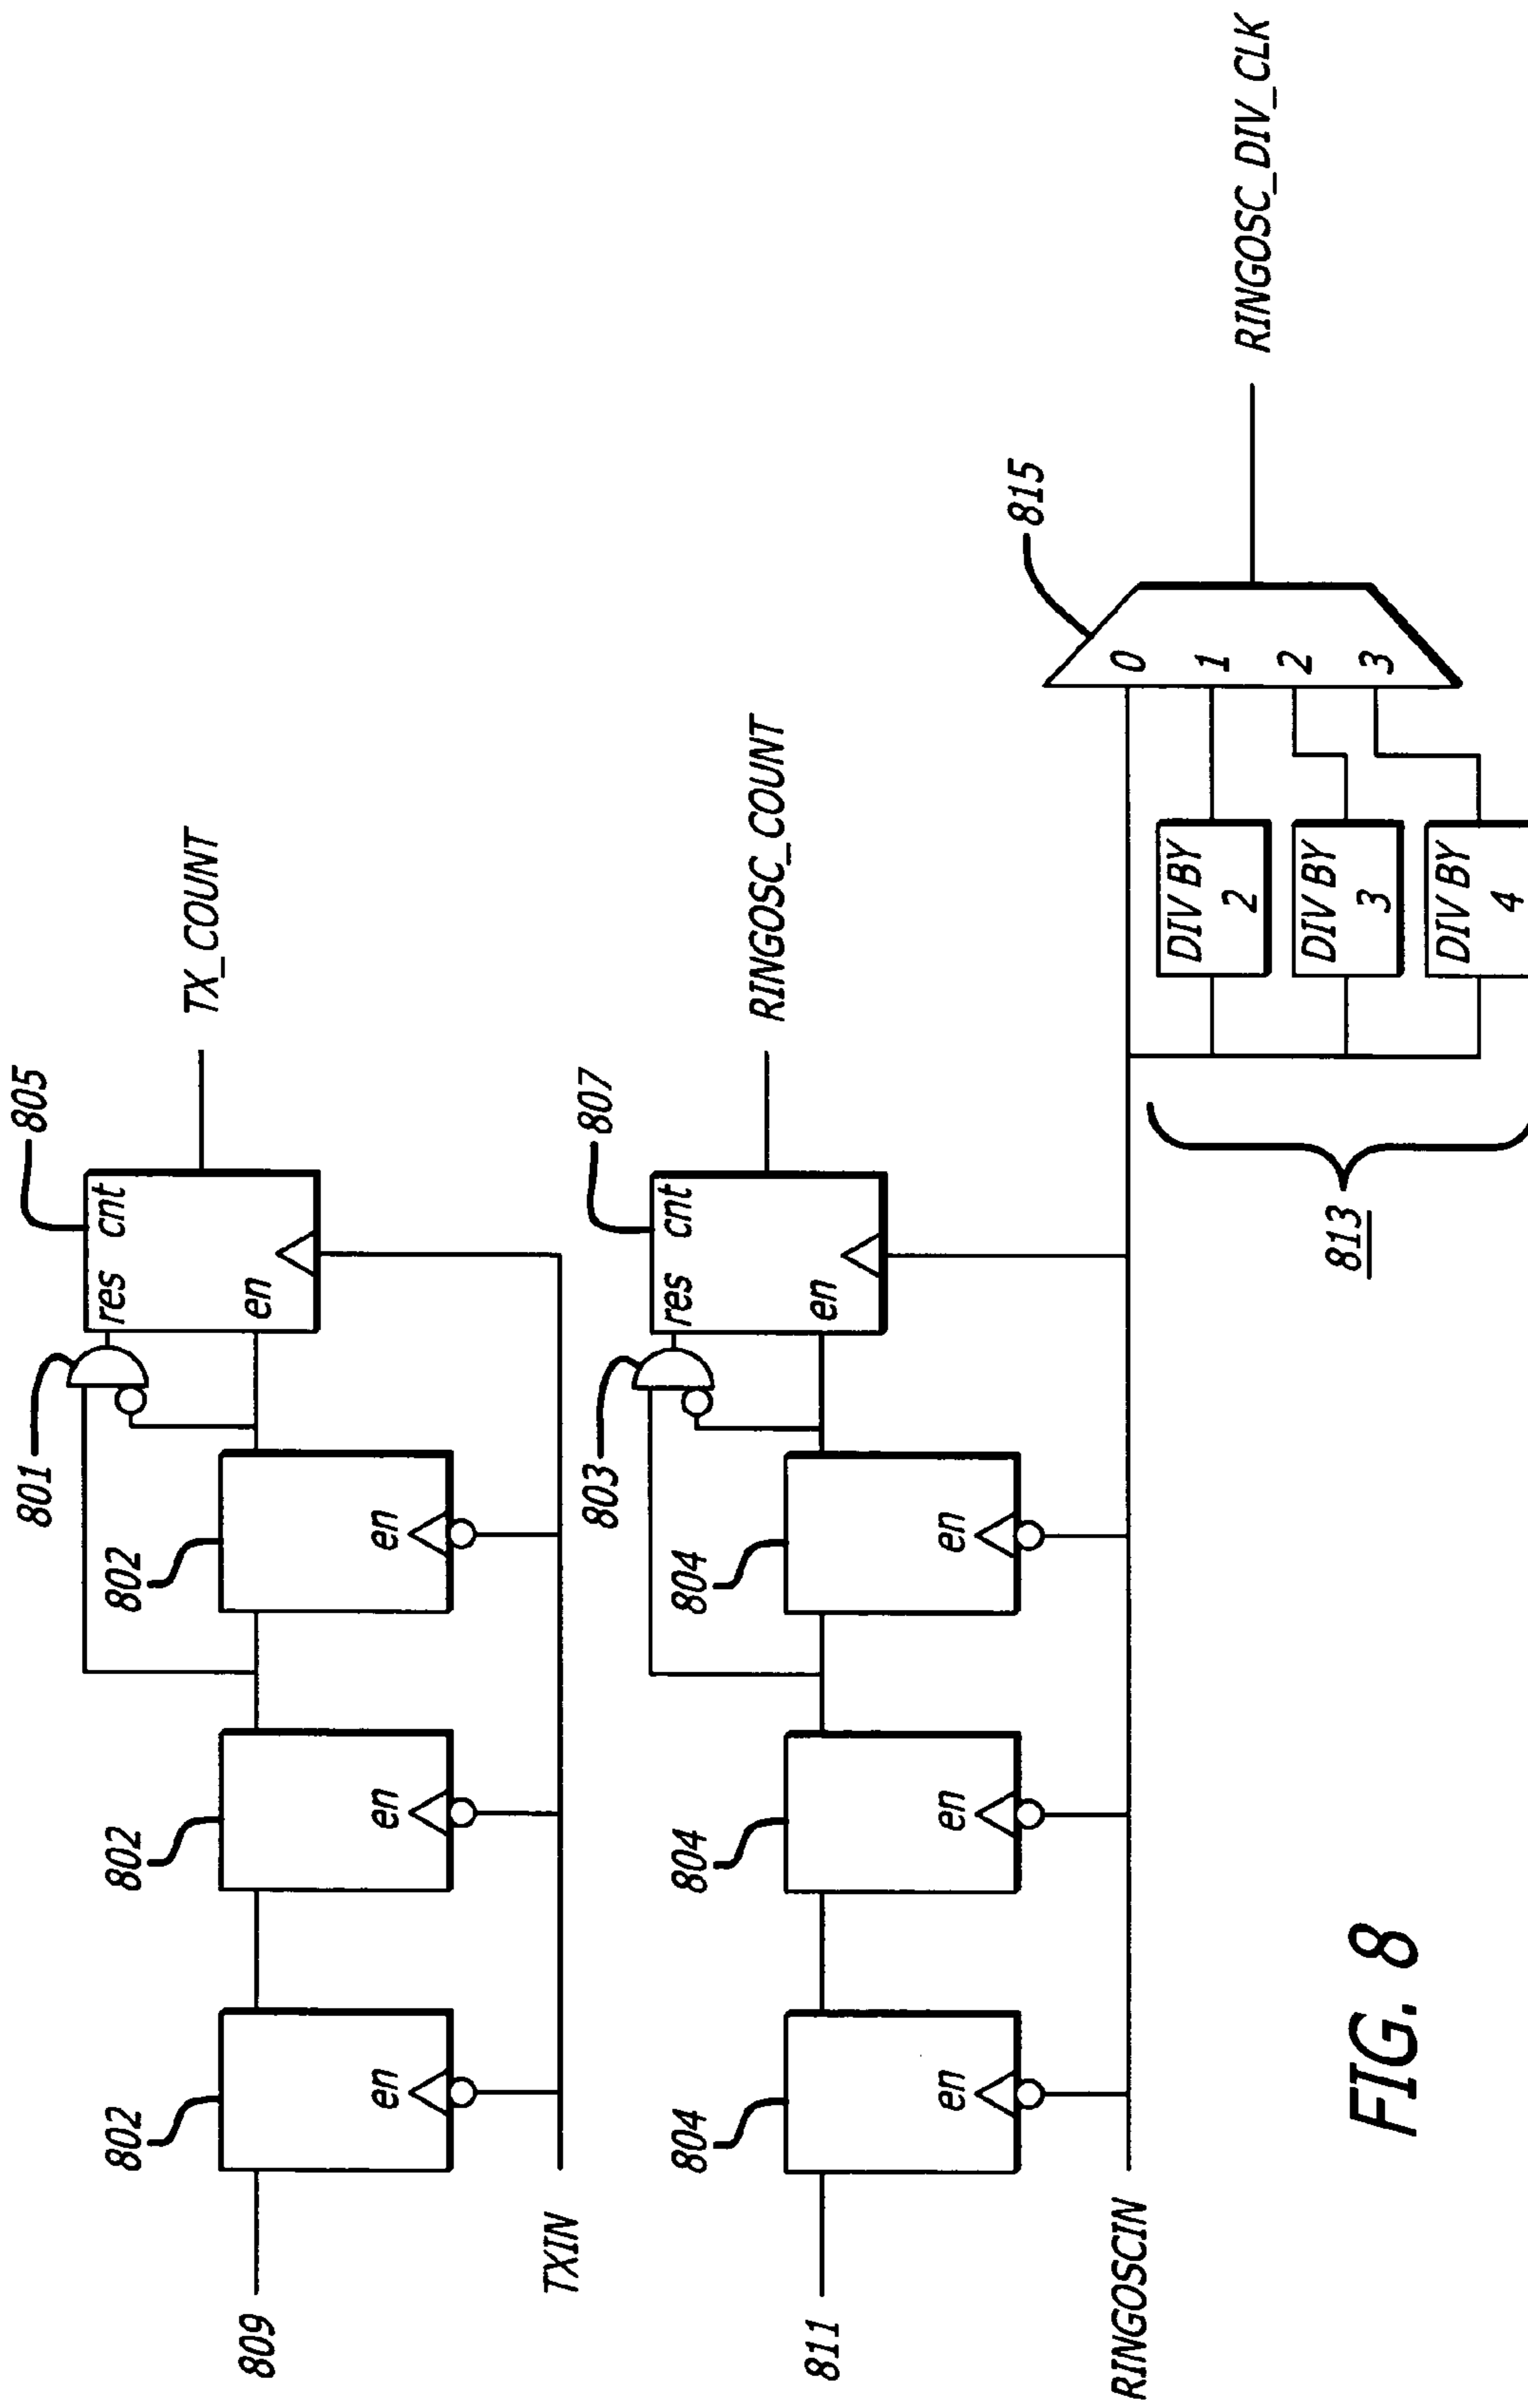 801
805
res cnt
en
TX_COUNT
802
802
802
en
en
en
809
TXIN
803
807
res cnt
en
RINGOSC_COUNT
804
804
804
en
en
en
811
RINGOSCIN
815
0
1
2
3
RINGOSC_DIV_CLK
DIV BY
2
DIV BY
3
DIV BY
4
813
FIG. 8